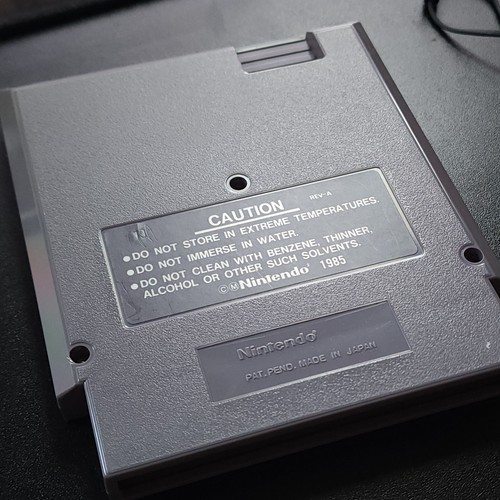 REV-A
CAUTION
•DO NOT STORE IN EXTREME TEMPERATURES.
•DO NOT IMMERSE IN WATER.
•DO NOT CLEAN WITH BENZENE, THINNER,
ALCOHOL OR OTHER SUCH SOLVENTS.
©ⓂNintendo® 1985
Nintendo®
PAT. PEND. MADE IN JAPAN